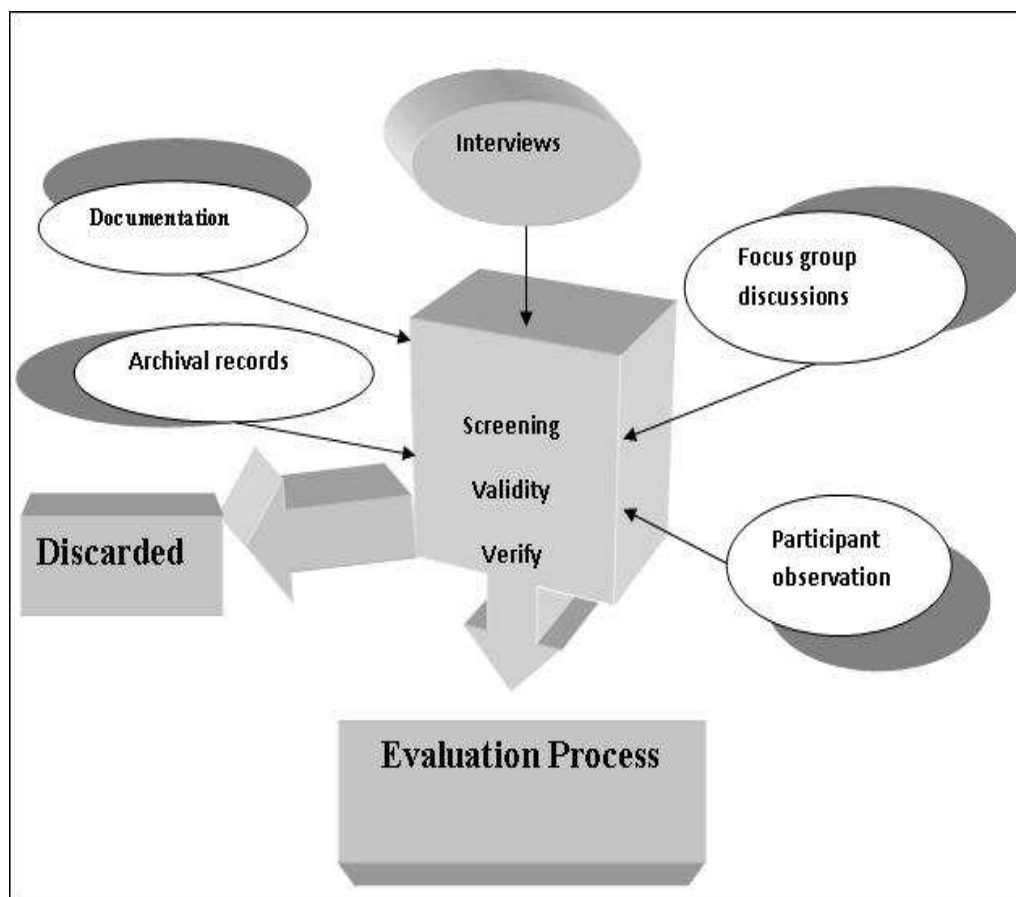 Interviews
Documentation
Focus group
discussions
Archival records
Screening
Validity
Verify
Discarded
Participant
observation
Evaluation Process